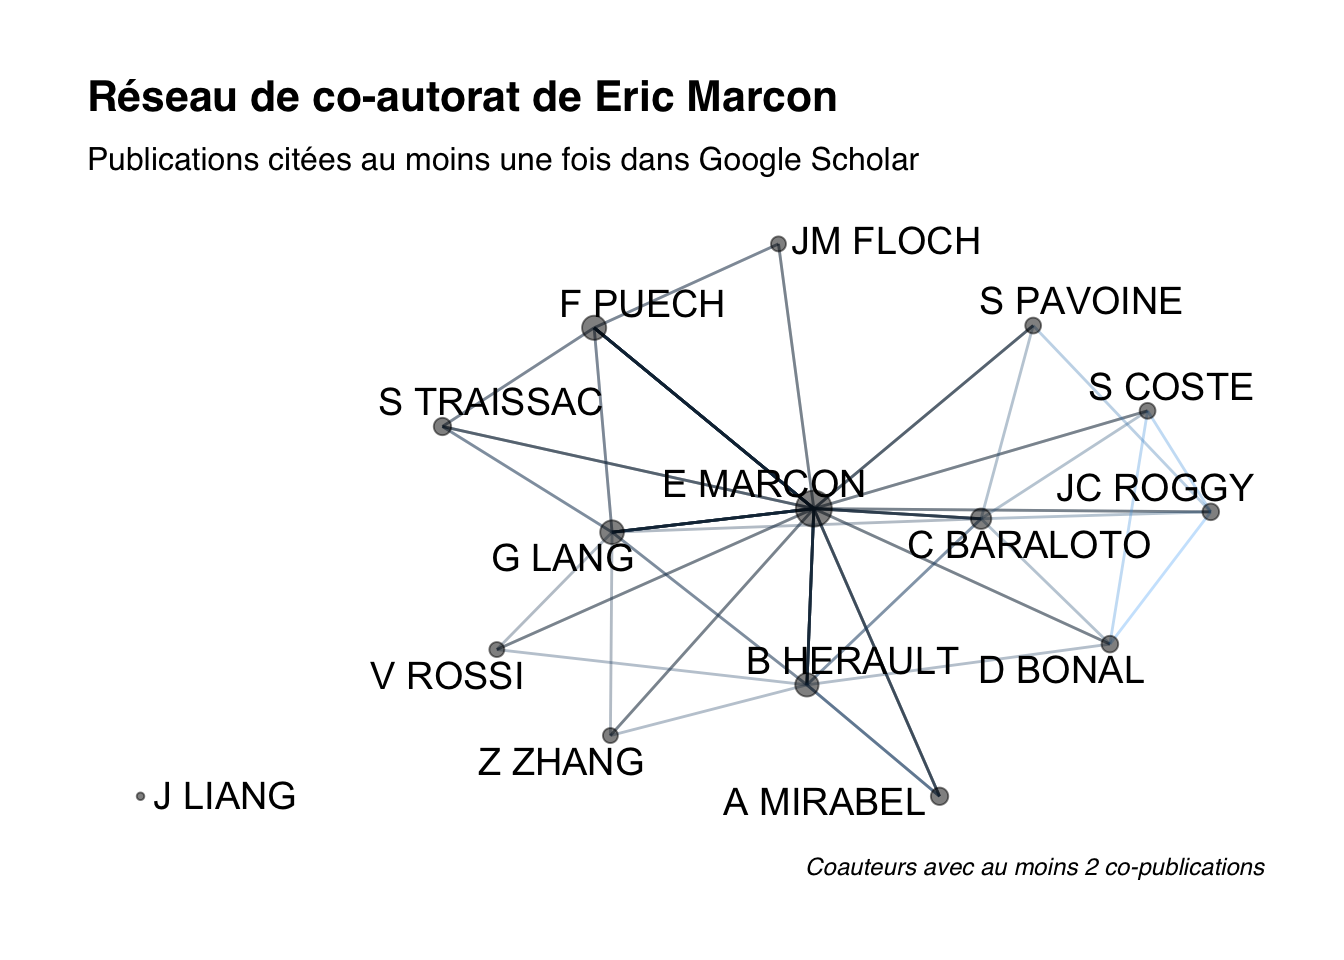 Réseau de co-autorat de Eric Marcon
Publications citées au moins une fois dans Google Scholar
JM FLOCH
F PUECH
S PAVOINE
S TRAISSAC
S COSTE
E MARCON
JC ROGGY
G LANG
C BARALOTO
V ROSSI
B HERAULT
D BONAL
Z ZHANG
J LIANG
A MIRABEL
Coauteurs avec au moins 2 co-publications